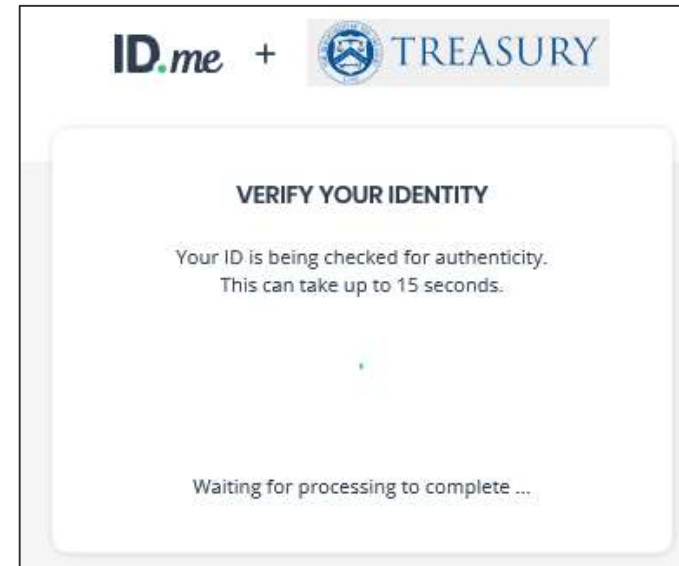 ID.me + TREASURY
VERIFY YOUR IDENTITY
Your ID is being checked for authenticity.
This can take up to 15 seconds.
Waiting for processing to complete ...